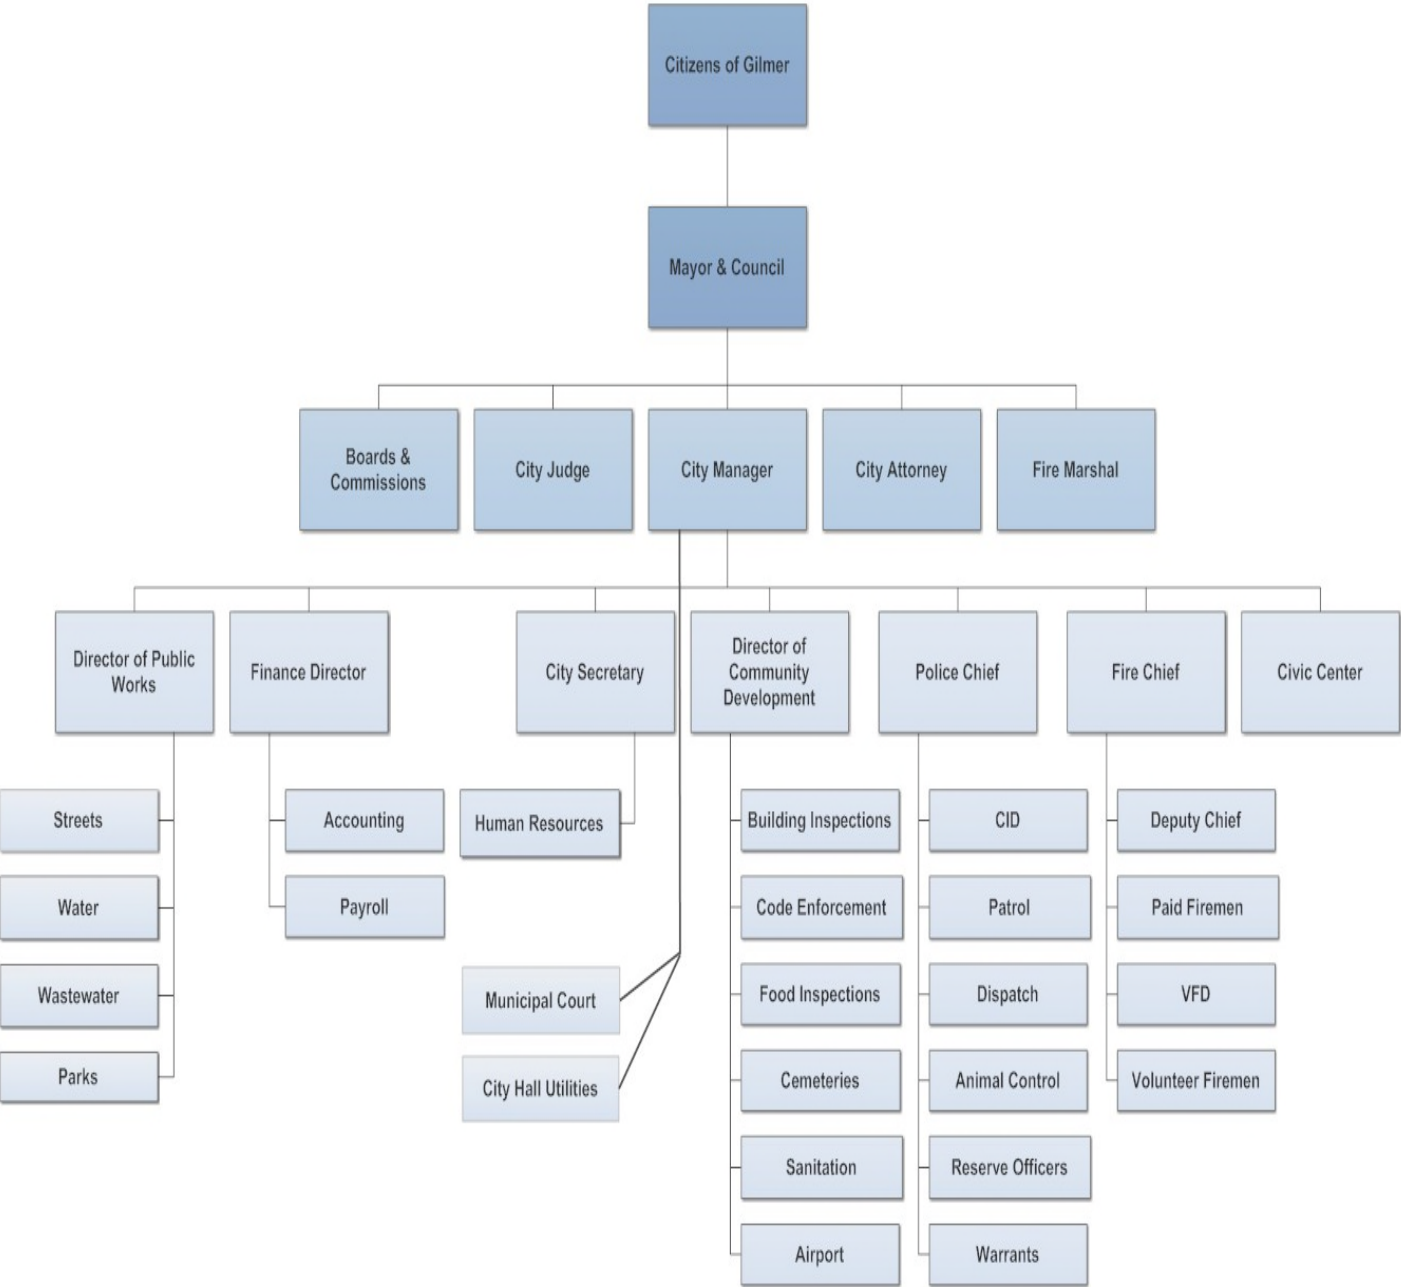 Citizens of Gilmer
Mayor & Council
Boards &
Commissions
City Judge
City Manager
City Attorney
Fire Marshal
Director of Public
Works
Finance Director
City Secretary
Director of
Community
Development
Police Chief
Fire Chief
Civic Center
Streets
Water
Wastewater
Parks
Accounting
Payroll
Human Resources
Municipal Court
City Hall Utilities
Building Inspections
Code Enforcement
Food Inspections
Cemeteries
Sanitation
Airport
CID
Patrol
Dispatch
Animal Control
Reserve Officers
Warrants
Deputy Chief
Paid Firemen
VFD
Volunteer Firemen